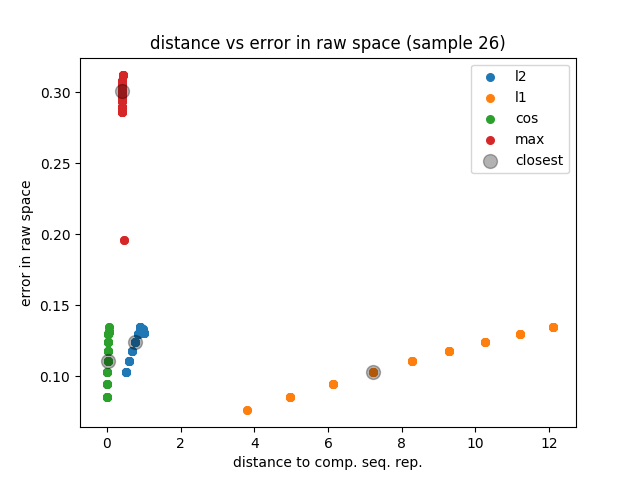 distance vs error in raw space (sample 26)
l2
l1
cos
max
closest
error in raw space
0.30
0.25
0.20
0.15
0.10
0 2 4 6 8 10 12
distance to comp. seq. rep.